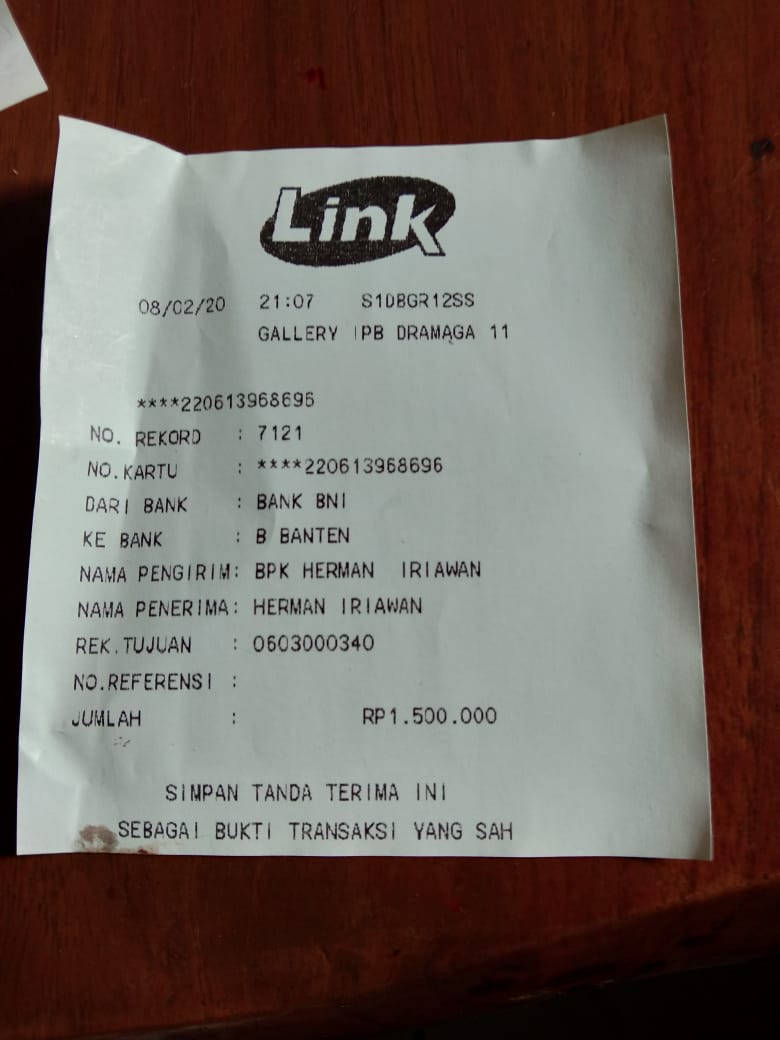 Link
08/02/20 21:07 S1DBGR12SS
GALLERY IPB DRAMAGA 11
****220613968696
NO. REKORD : 7121
NO.KARTU : ****220613968696
DARI BANK : BANK BNI
KE BANK : B BANTEN
NAMA PENGIRIM: BPK HERMAN IRIAWAN
NAMA PENERIMA: HERMAN IRIAWAN
REK.TUJUAN : 0603000340
NO.REFERENSI :
JUMLAH : RP1.500.000
SIMPAN TANDA TERIMA INI
SEBAGAI BUKTI TRANSAKSI YANG SAH